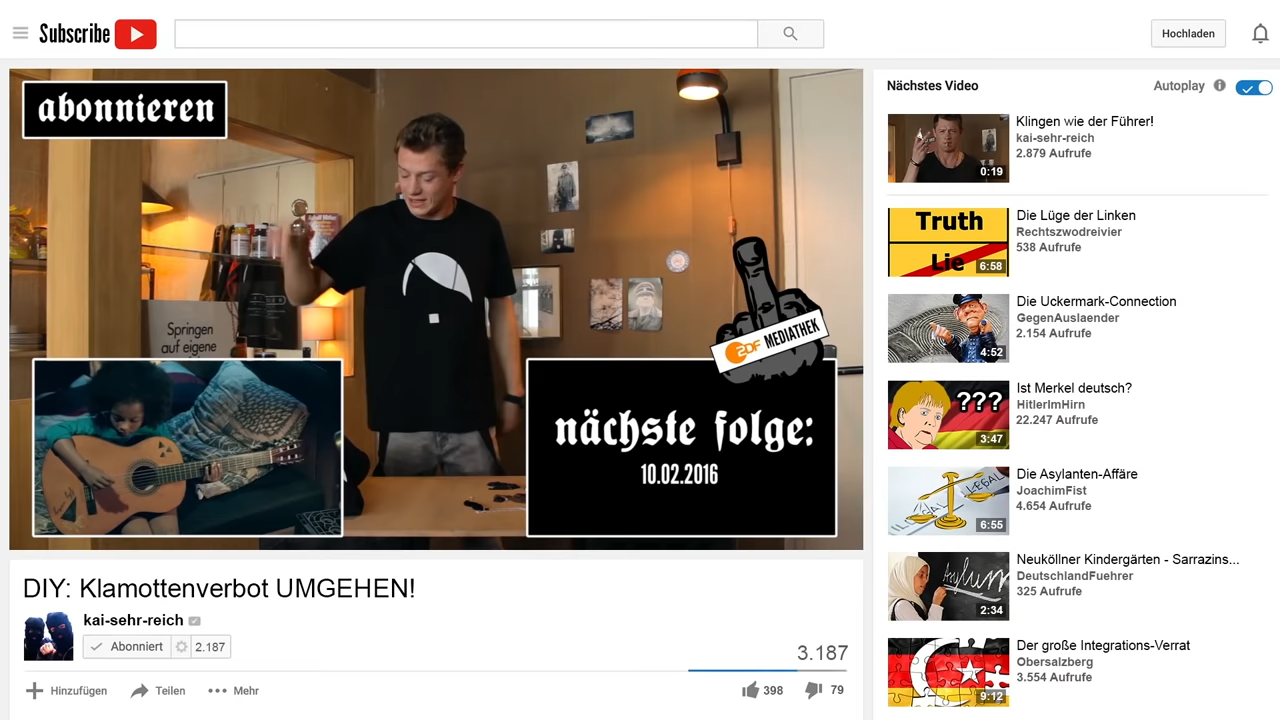 Subscribe
Hochladen
abonnieren
Springen
auf eigene
ZDF MEDIATHEK
nächste folge:
10.02.2016
DIY: Klamottenverbot UMGEHEN!
kai-sehr-reich
Abonniert
2.187
3.187
Hinzufügen
Teilen
Mehr
398
79
Nächstes Video
Autoplay
Klingen wie der Führer!
kai-sehr-reich
2.879 Aufrufe
0:19
Die Lüge der Linken
Rechtszwodreivier
538 Aufrufe
Truth
Lie
6:58
Die Uckermark-Connection
GegenAuslaender
2.154 Aufrufe
4:52
Ist Merkel deutsch?
HitlerImHirn
22.247 Aufrufe
???
3:47
Die Asylanten-Affäre
JoachimFist
4.654 Aufrufe
LEGAL
ILLEGAL
6:55
Neuköllner Kindergärten - Sarrazins...
DeutschlandFuehrer
325 Aufrufe
Asylum
2:34
Der große Integrations-Verrat
Obersalzberg
3.554 Aufrufe
9:12